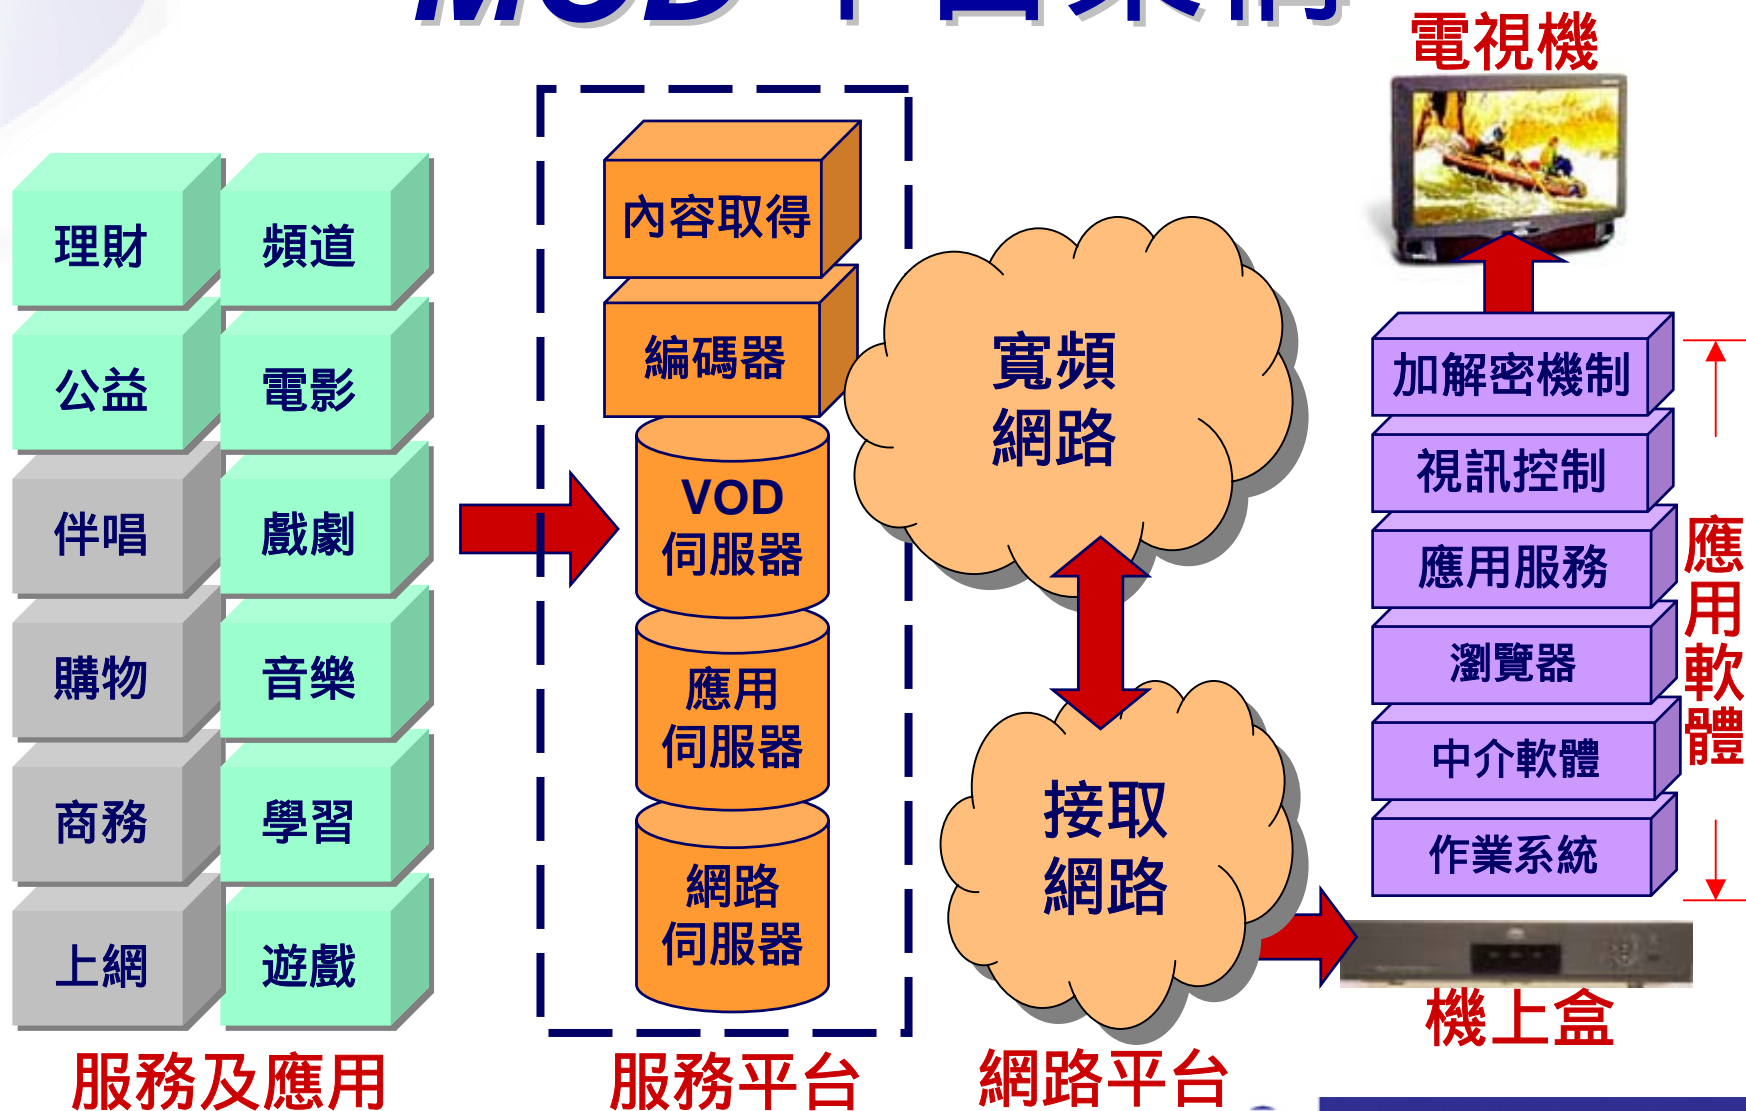 MOD 平台架構
電視機
理財
頻道
公益
電影
伴唱
戲劇
購物
音樂
商務
學習
上網
遊戲
服務及應用
內容取得
編碼器
VOD
伺服器
應用
伺服器
網路
伺服器
服務平台
寬頻
網路
接取
網路
網路平台
加解密機制
視訊控制
應用服務
瀏覽器
中介軟體
作業系統
應用軟體
機上盒